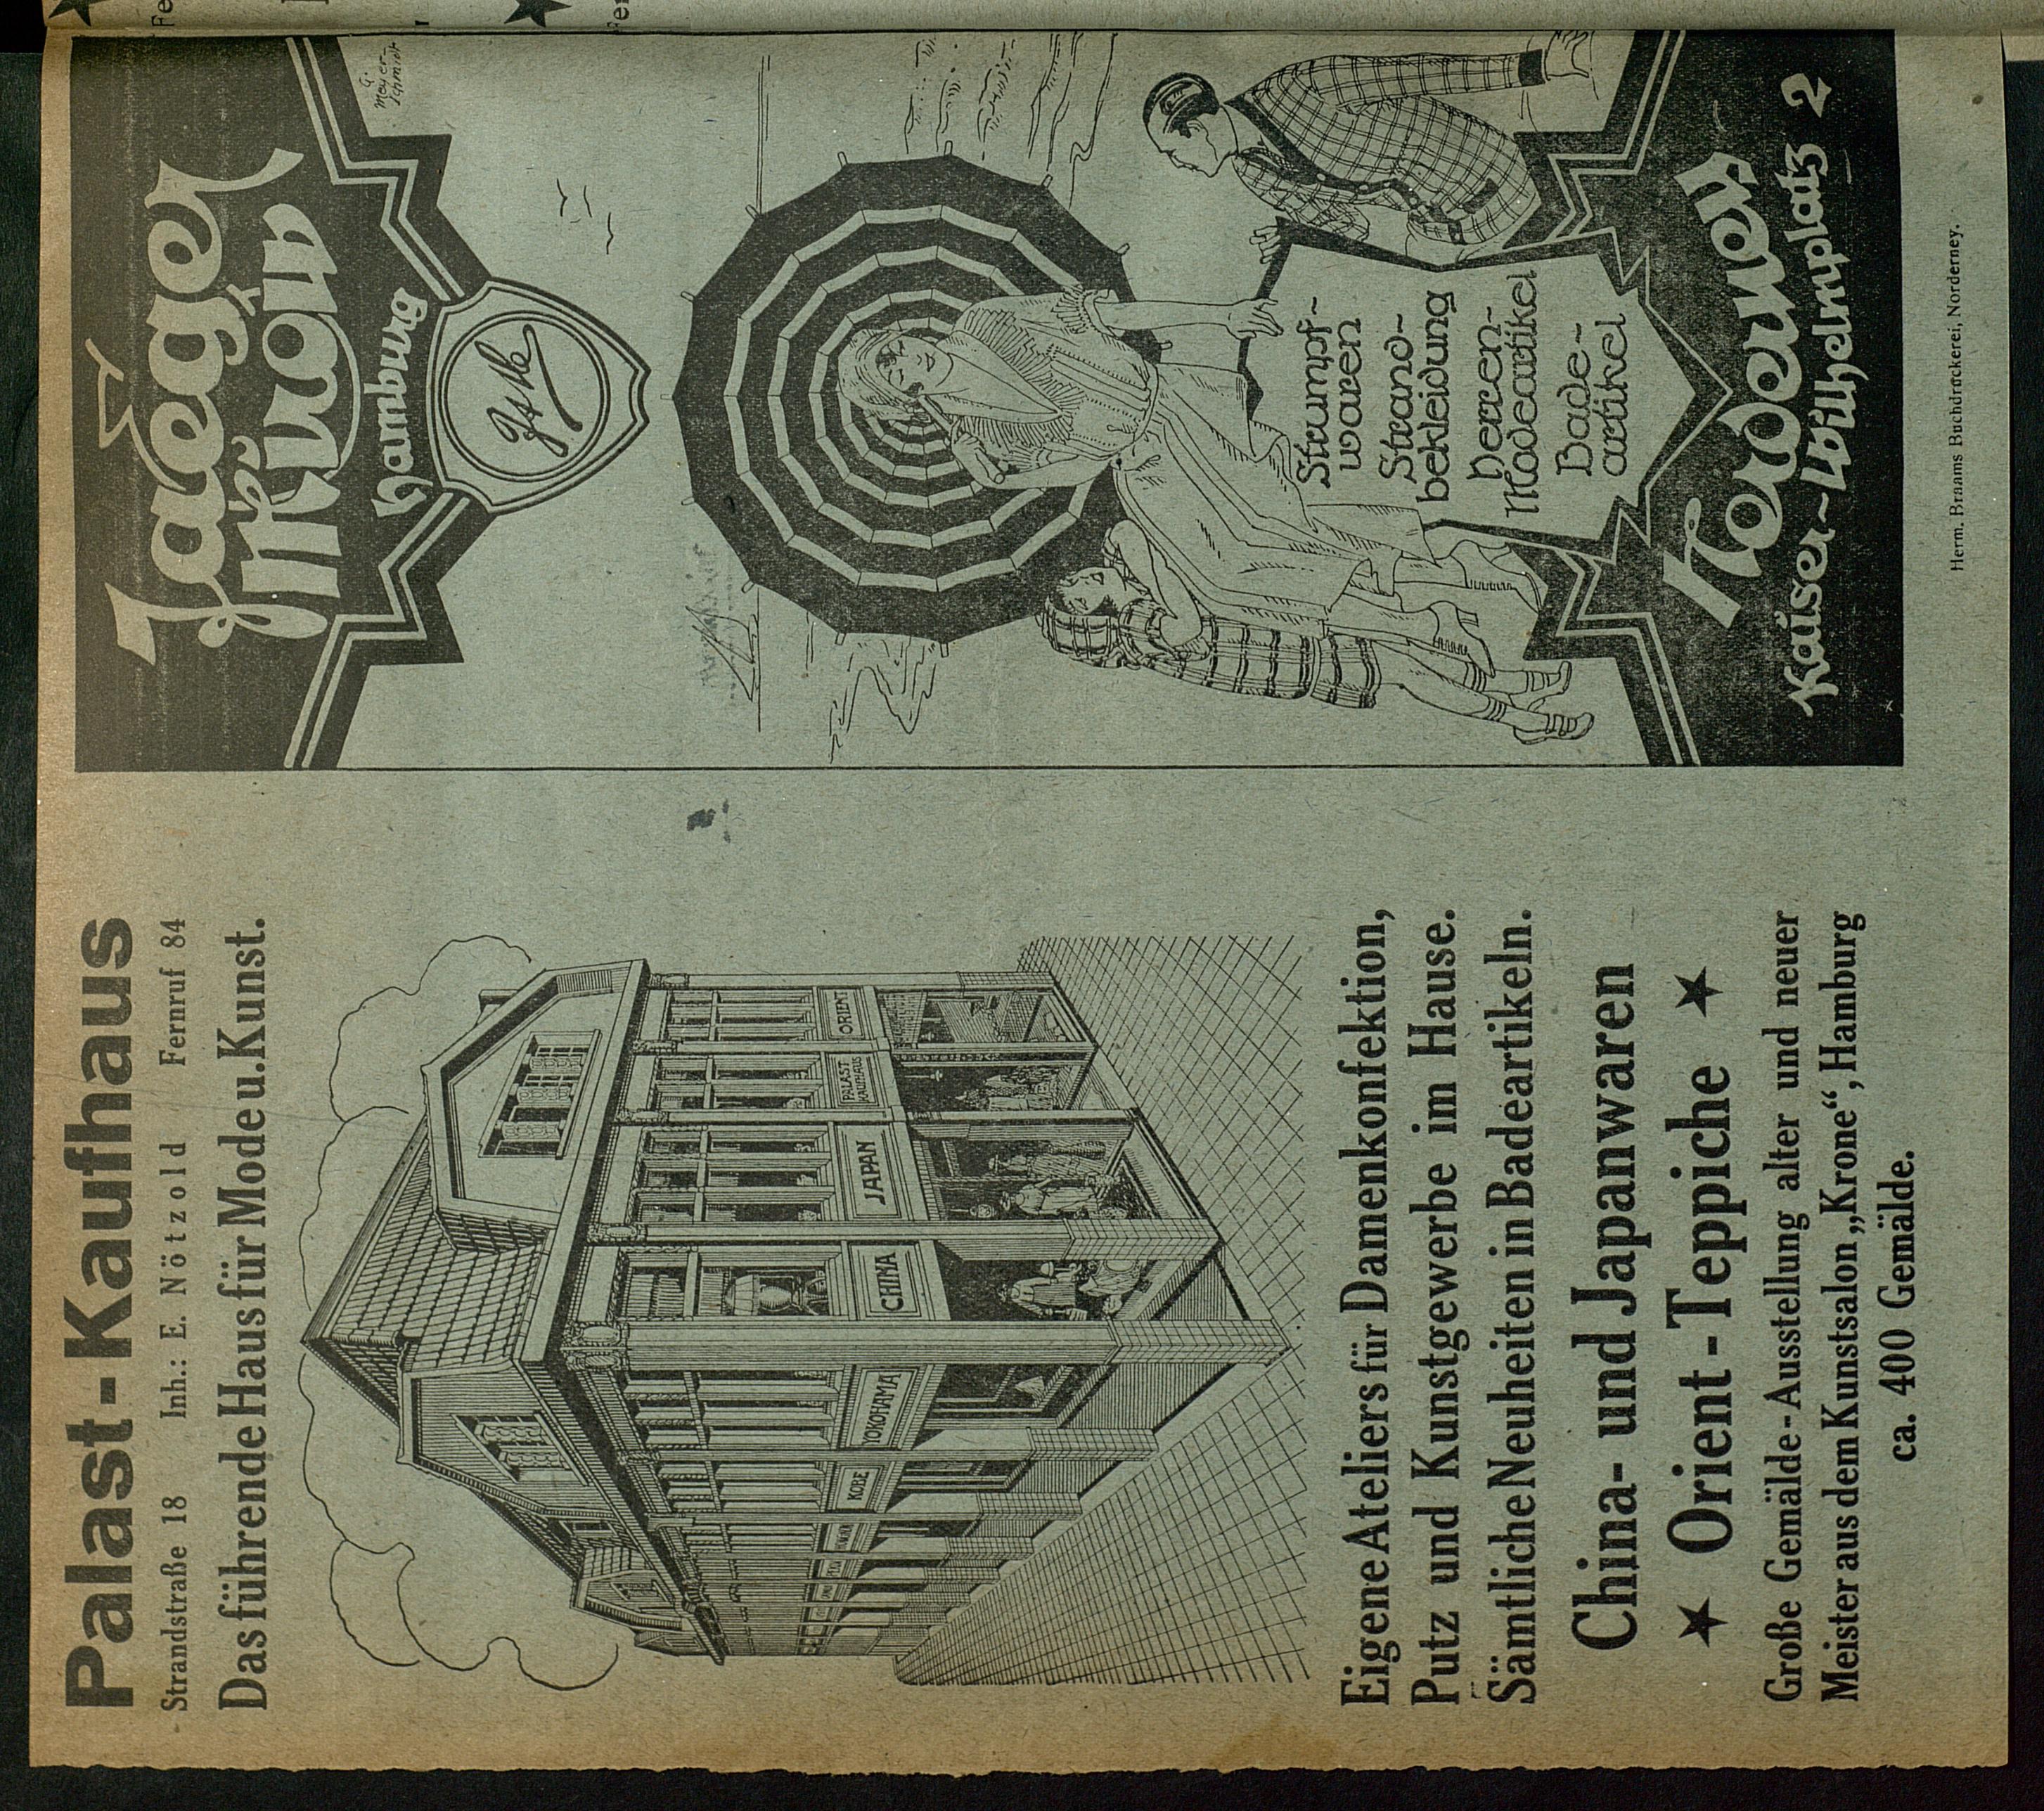 Palast-Kaufhaus
Strandstraße 18 Inh.: E. Nötzold Fernruf 84
Das führende Haus für Mode u. Kunst.
ORIENT
PALAST
KAUFHAUS
JAPAN
CHINA
YOKOHAMA
KOBE
Eigene Ateliers für Damenkonfektion,
Putz und Kunstgewerbe im Hause.
Sämtliche Neuheiten in Badeartikeln.
China- und Japanwaren
★ Orient-Teppiche ★
Große Gemälde-Ausstellung alter und neuer
Meister aus dem Kunstsalon „Krone“, Hamburg
ca. 400 Gemälde.
Jaeger
Mirow
Hamburg
G.
Meyer-
Schmidt
Strumpf-
waren
Strand-
bekleidung
Herren-
Modeartikel
Bade-
artikel
Norderney
Kaiser-Wilhelmplatz 2
Herm. Braams Buchdruckerei, Norderney.